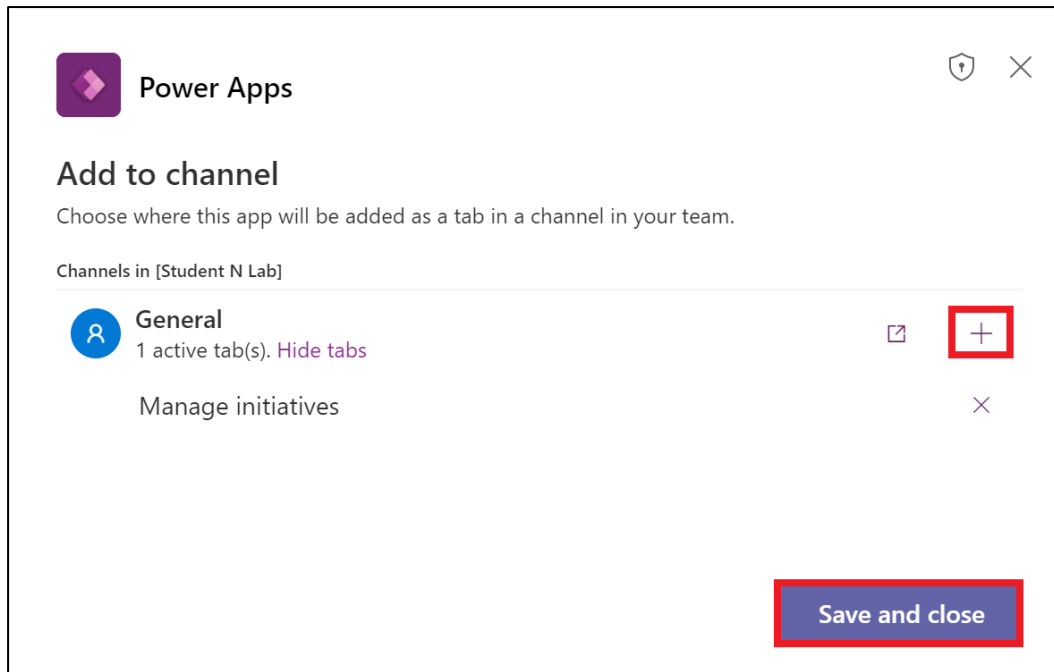 Power Apps
Add to channel
Choose where this app will be added as a tab in a channel in your team.
Channels in [Student N Lab]
General
1 active tab(s). Hide tabs
Manage initiatives
Save and close